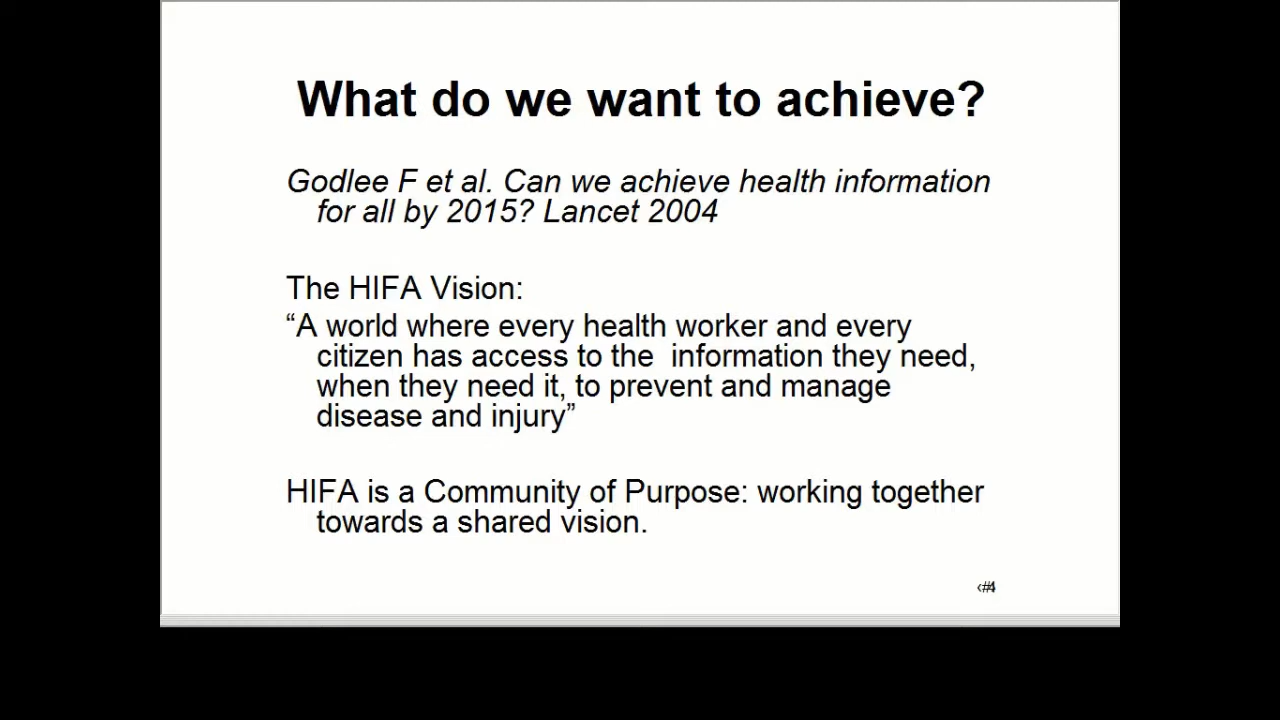 What do we want to achieve?
Godlee F et al. Can we achieve health information
for all by 2015? Lancet 2004
The HIFA Vision:
“A world where every health worker and every
citizen has access to the  information they need,
when they need it, to prevent and manage
disease and injury”
HIFA is a Community of Purpose: working together
towards a shared vision.